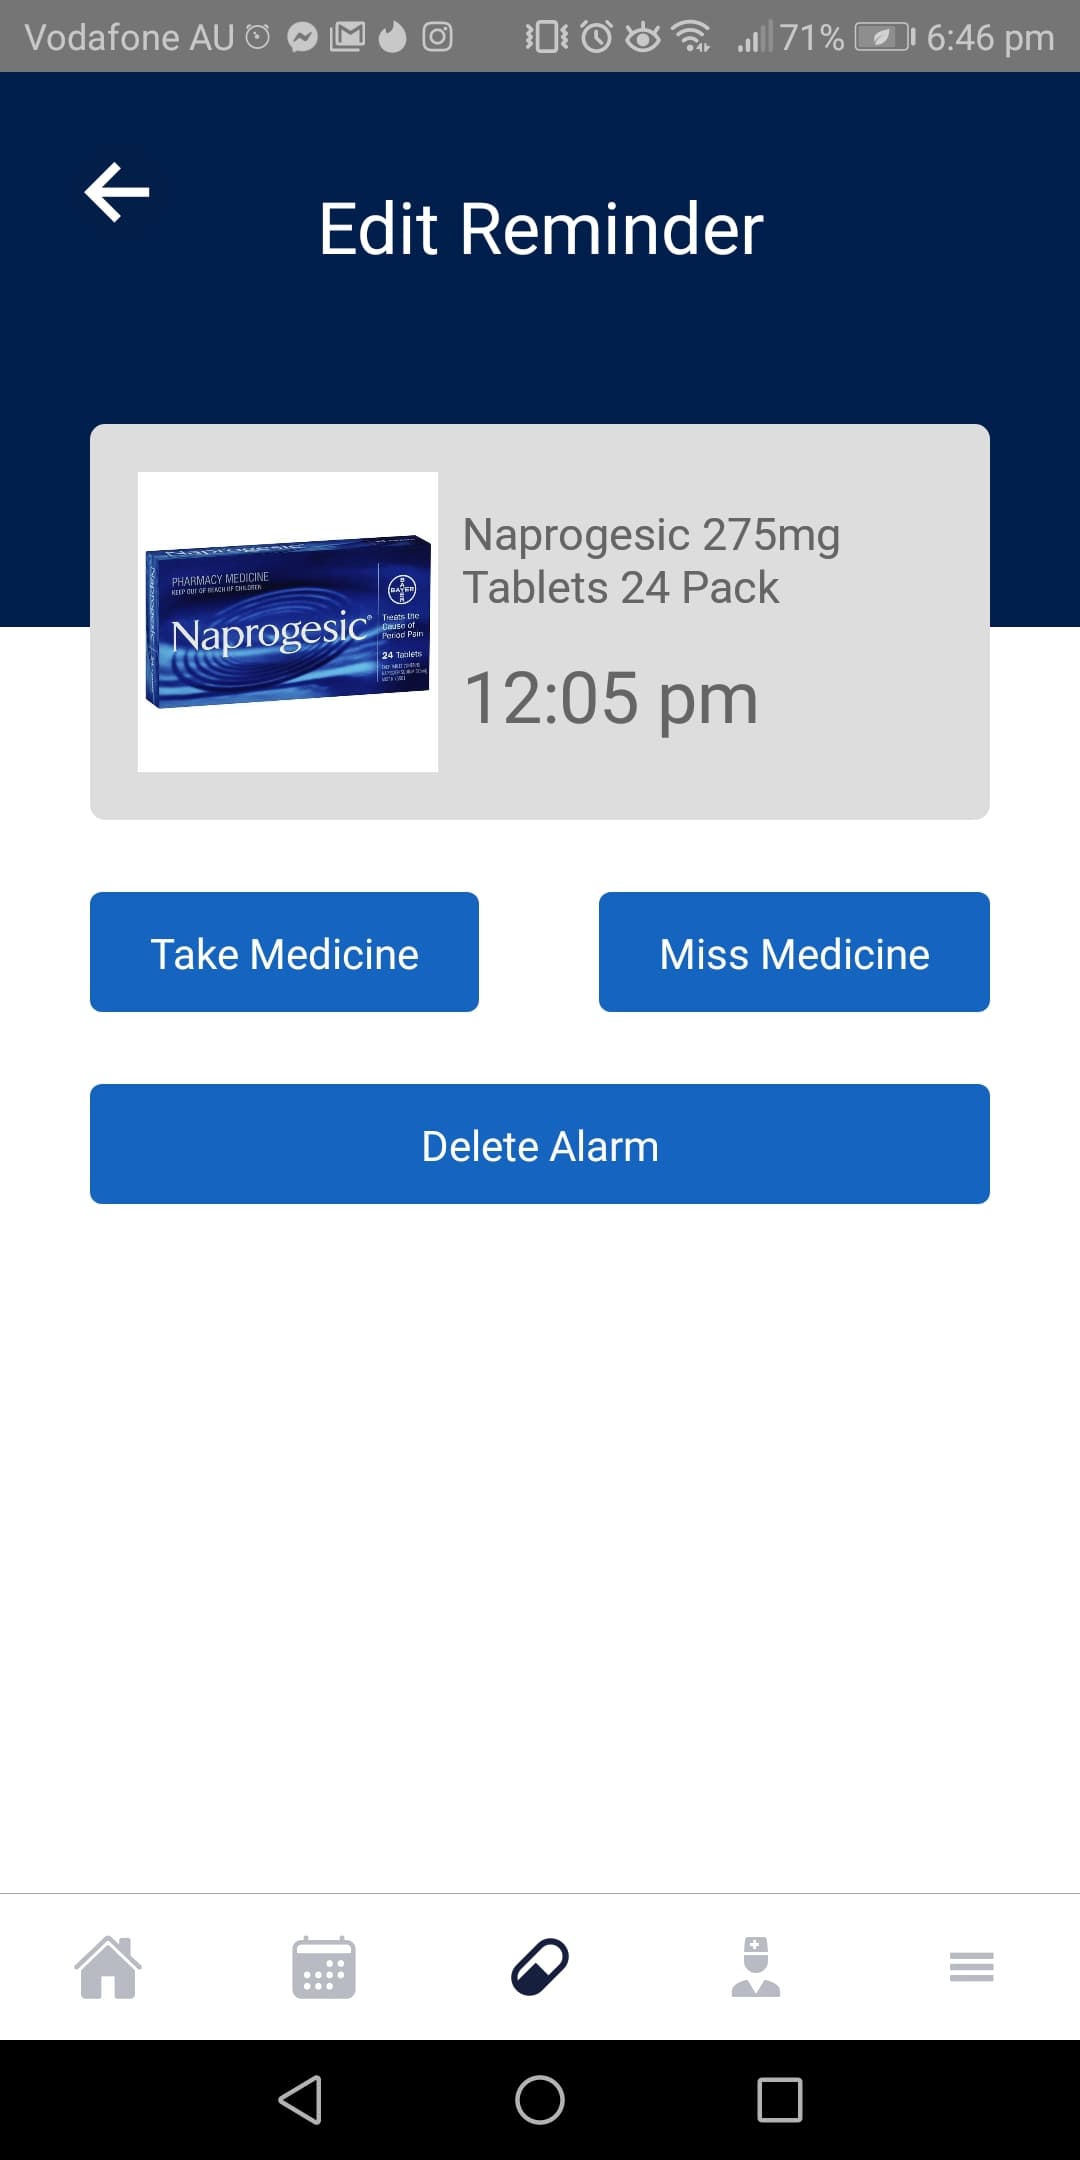 Vodafone AU 71% 6:46 pm
Edit Reminder
Naprogesic 275mg
Tablets 24 Pack
12:05 pm
Naprogesic
PHARMACY MEDICINE
KEEP OUT OF REACH OF CHILDREN
BAYER
Naprogesic
Treats the
Cause of
Period Pain
24 Tablets
Take Medicine
Miss Medicine
Delete Alarm